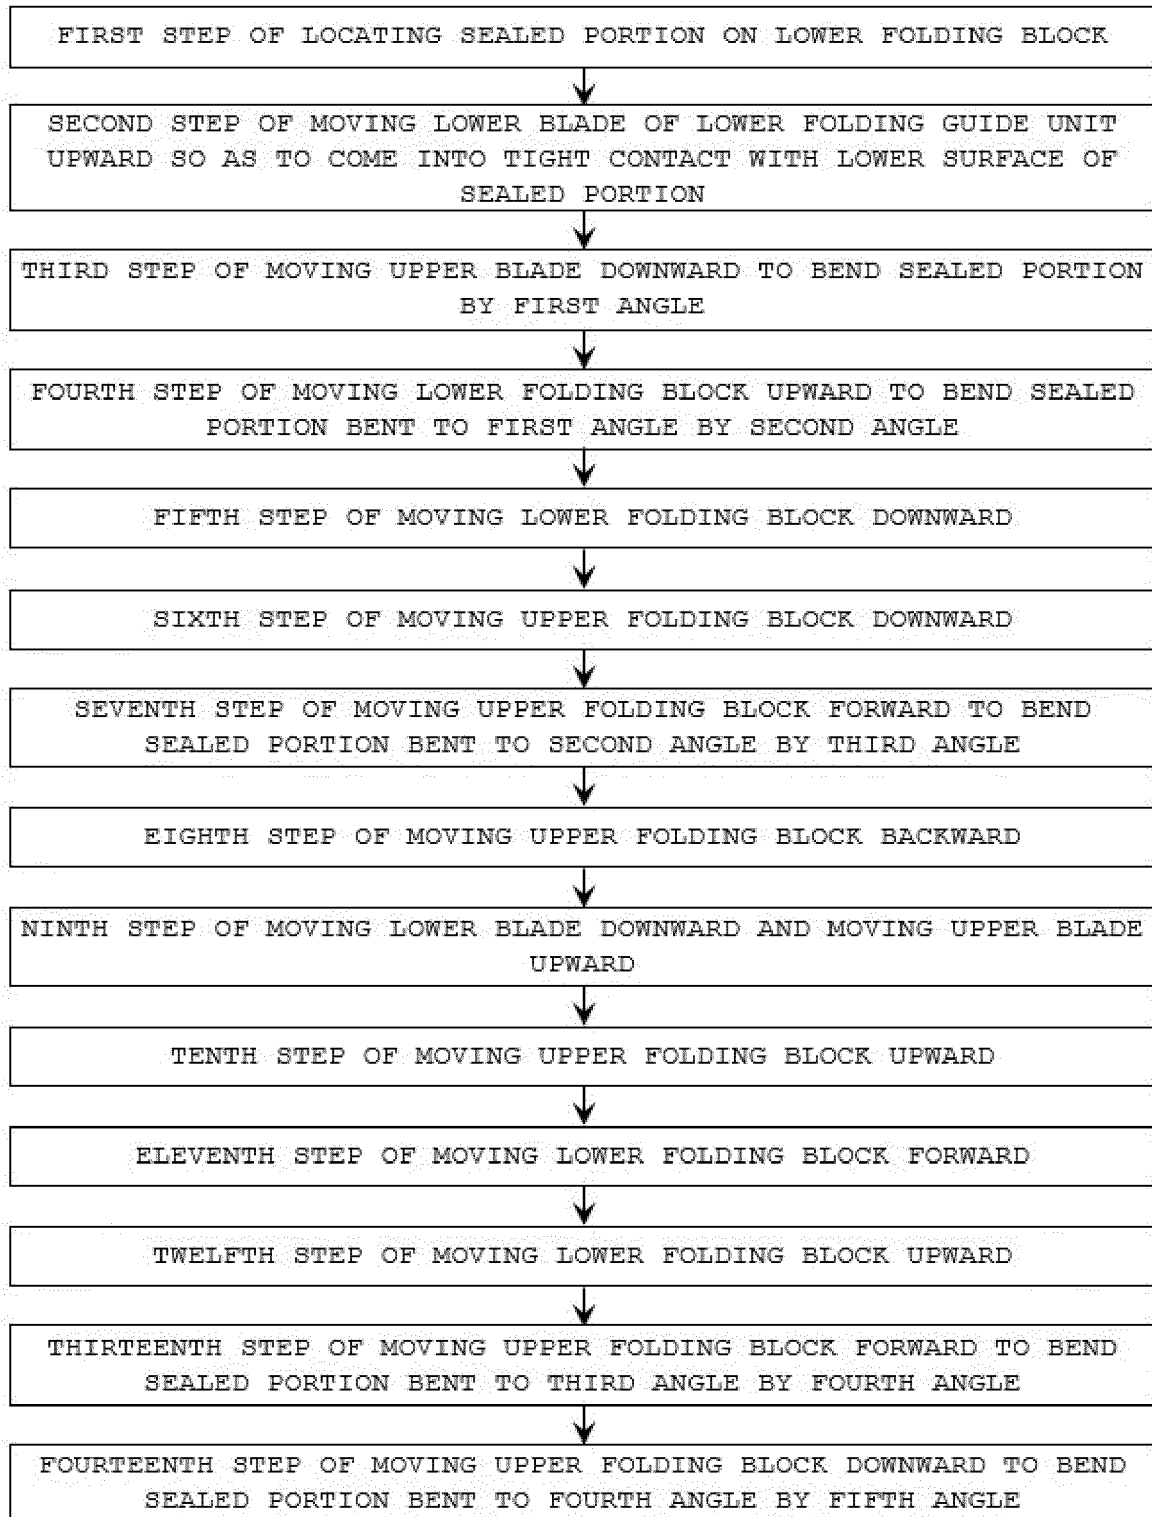 FIRST STEP OF LOCATING SEALED PORTION ON LOWER FOLDING BLOCK
SECOND STEP OF MOVING LOWER BLADE OF LOWER FOLDING GUIDE UNIT
UPWARD SO AS TO COME INTO TIGHT CONTACT WITH LOWER SURFACE OF
SEALED PORTION
THIRD STEP OF MOVING UPPER BLADE DOWNWARD TO BEND SEALED PORTION
BY FIRST ANGLE
FOURTH STEP OF MOVING LOWER FOLDING BLOCK UPWARD TO BEND SEALED
PORTION BENT TO FIRST ANGLE BY SECOND ANGLE
FIFTH STEP OF MOVING LOWER FOLDING BLOCK DOWNWARD
SIXTH STEP OF MOVING UPPER FOLDING BLOCK DOWNWARD
SEVENTH STEP OF MOVING UPPER FOLDING BLOCK FORWARD TO BEND
SEALED PORTION BENT TO SECOND ANGLE BY THIRD ANGLE
EIGHTH STEP OF MOVING UPPER FOLDING BLOCK BACKWARD
NINTH STEP OF MOVING LOWER BLADE DOWNWARD AND MOVING UPPER BLADE
UPWARD
TENTH STEP OF MOVING UPPER FOLDING BLOCK UPWARD
ELEVENTH STEP OF MOVING LOWER FOLDING BLOCK FORWARD
TWELFTH STEP OF MOVING LOWER FOLDING BLOCK UPWARD
THIRTEENTH STEP OF MOVING UPPER FOLDING BLOCK FORWARD TO BEND
SEALED PORTION BENT TO THIRD ANGLE BY FOURTH ANGLE
FOURTEENTH STEP OF MOVING UPPER FOLDING BLOCK DOWNWARD TO BEND
SEALED PORTION BENT TO FOURTH ANGLE BY FIFTH ANGLE